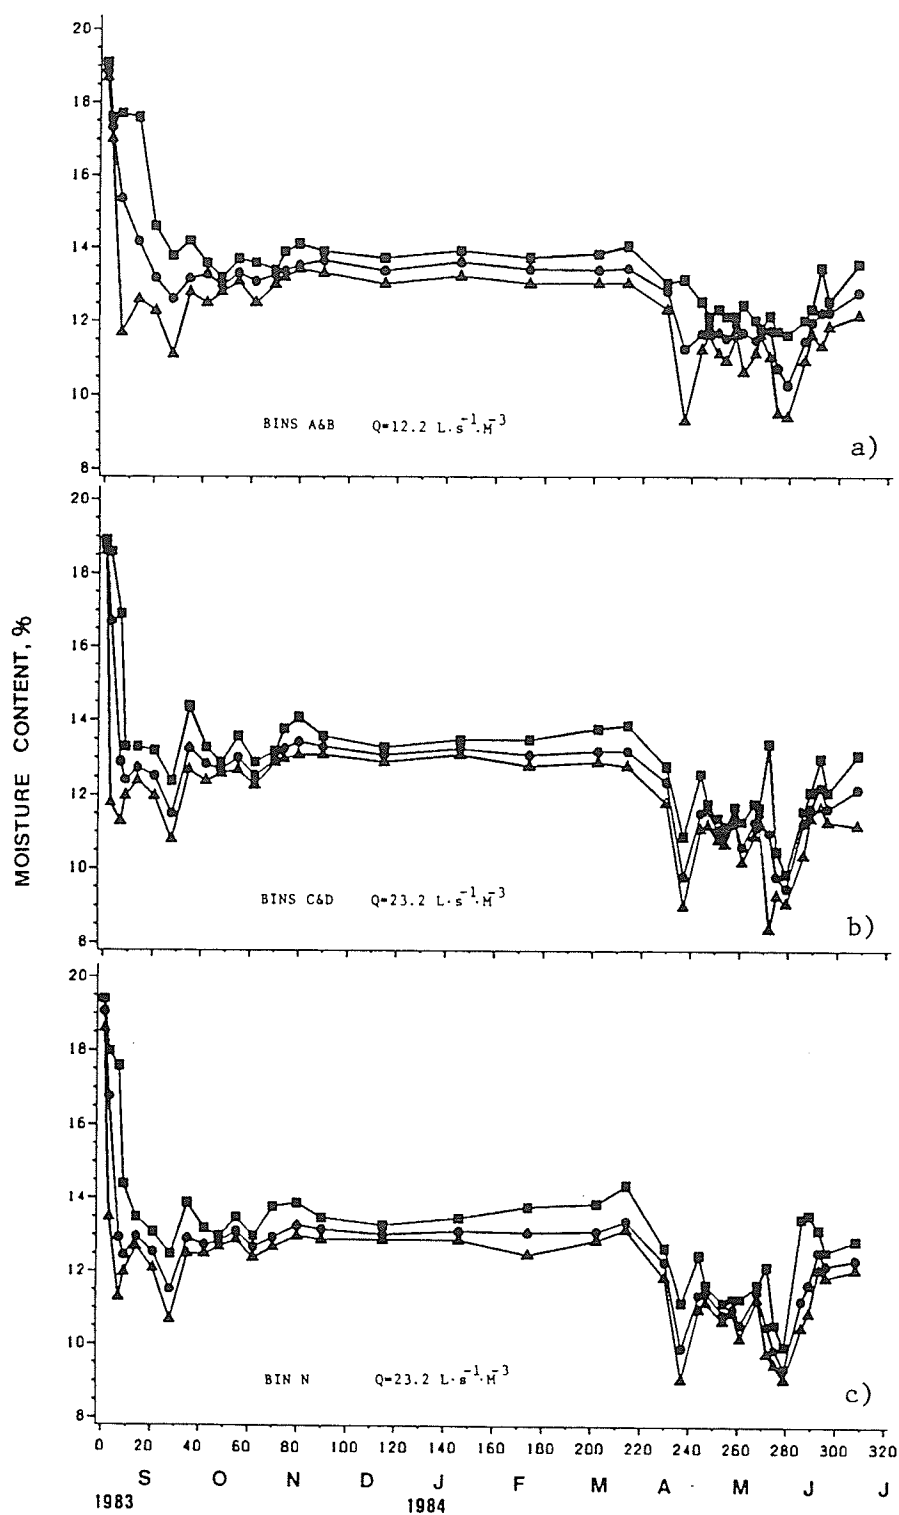 20
18
16
14
12
10
8
BINS A&B Q=12.2 L·s⁻¹·M⁻³
a)
20
18
16
14
12
10
8
BINS C&D Q=23.2 L·s⁻¹·M⁻³
b)
MOISTURE CONTENT, %
20
18
16
14
12
10
8
BIN N Q=23.2 L·s⁻¹·M⁻³
c)
0 20 40 60 80 100 120 140 160 180 200 220 240 260 280 300 320
S O N D J F M A M J J
1983 1984